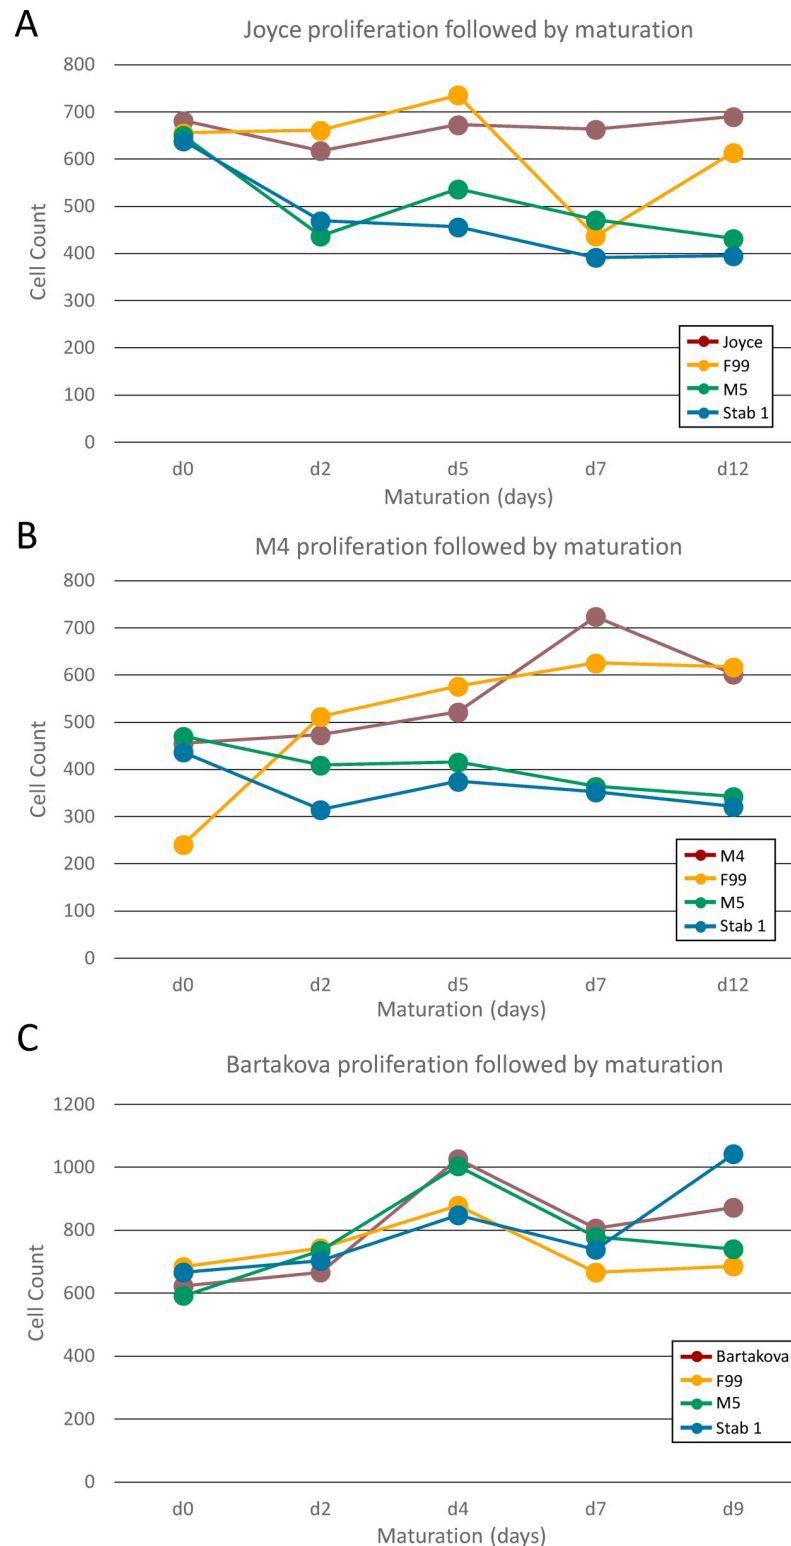 A
Joyce proliferation followed by maturation
800
700
600
500
400
300
200
100
0
Cell Count
Joyce
F99
M5
Stab 1
d0 d2 d5 d7 d12
Maturation (days)
B
M4 proliferation followed by maturation
800
700
600
500
400
300
200
100
0
Cell Count
M4
F99
M5
Stab 1
d0 d2 d5 d7 d12
Maturation (days)
C
Bartakova proliferation followed by maturation
1200
1000
800
600
400
200
0
Cell Count
Bartakova
F99
M5
Stab 1
d0 d2 d4 d7 d9
Maturation (days)